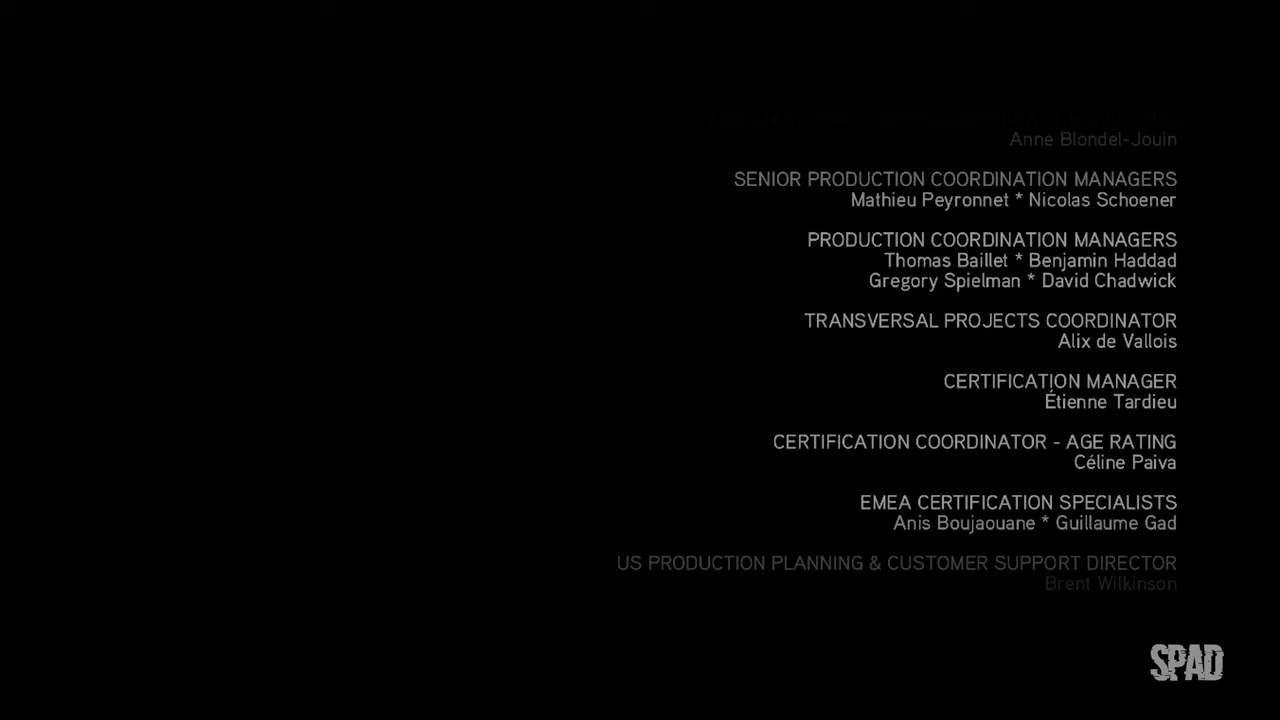 Anne Blondel-Jouin
SENIOR PRODUCTION COORDINATION MANAGERS
Mathieu Peyronnet * Nicolas Schoener
PRODUCTION COORDINATION MANAGERS
Thomas Baillet * Benjamin Haddad
Gregory Spielman * David Chadwick
TRANSVERSAL PROJECTS COORDINATOR
Alix de Vallois
CERTIFICATION MANAGER
Étienne Tardieu
CERTIFICATION COORDINATOR - AGE RATING
Céline Paiva
EMEA CERTIFICATION SPECIALISTS
Anis Boujaouane * Guillaume Gad
US PRODUCTION PLANNING & CUSTOMER SUPPORT DIRECTOR
Brent Wilkinson
SPAD